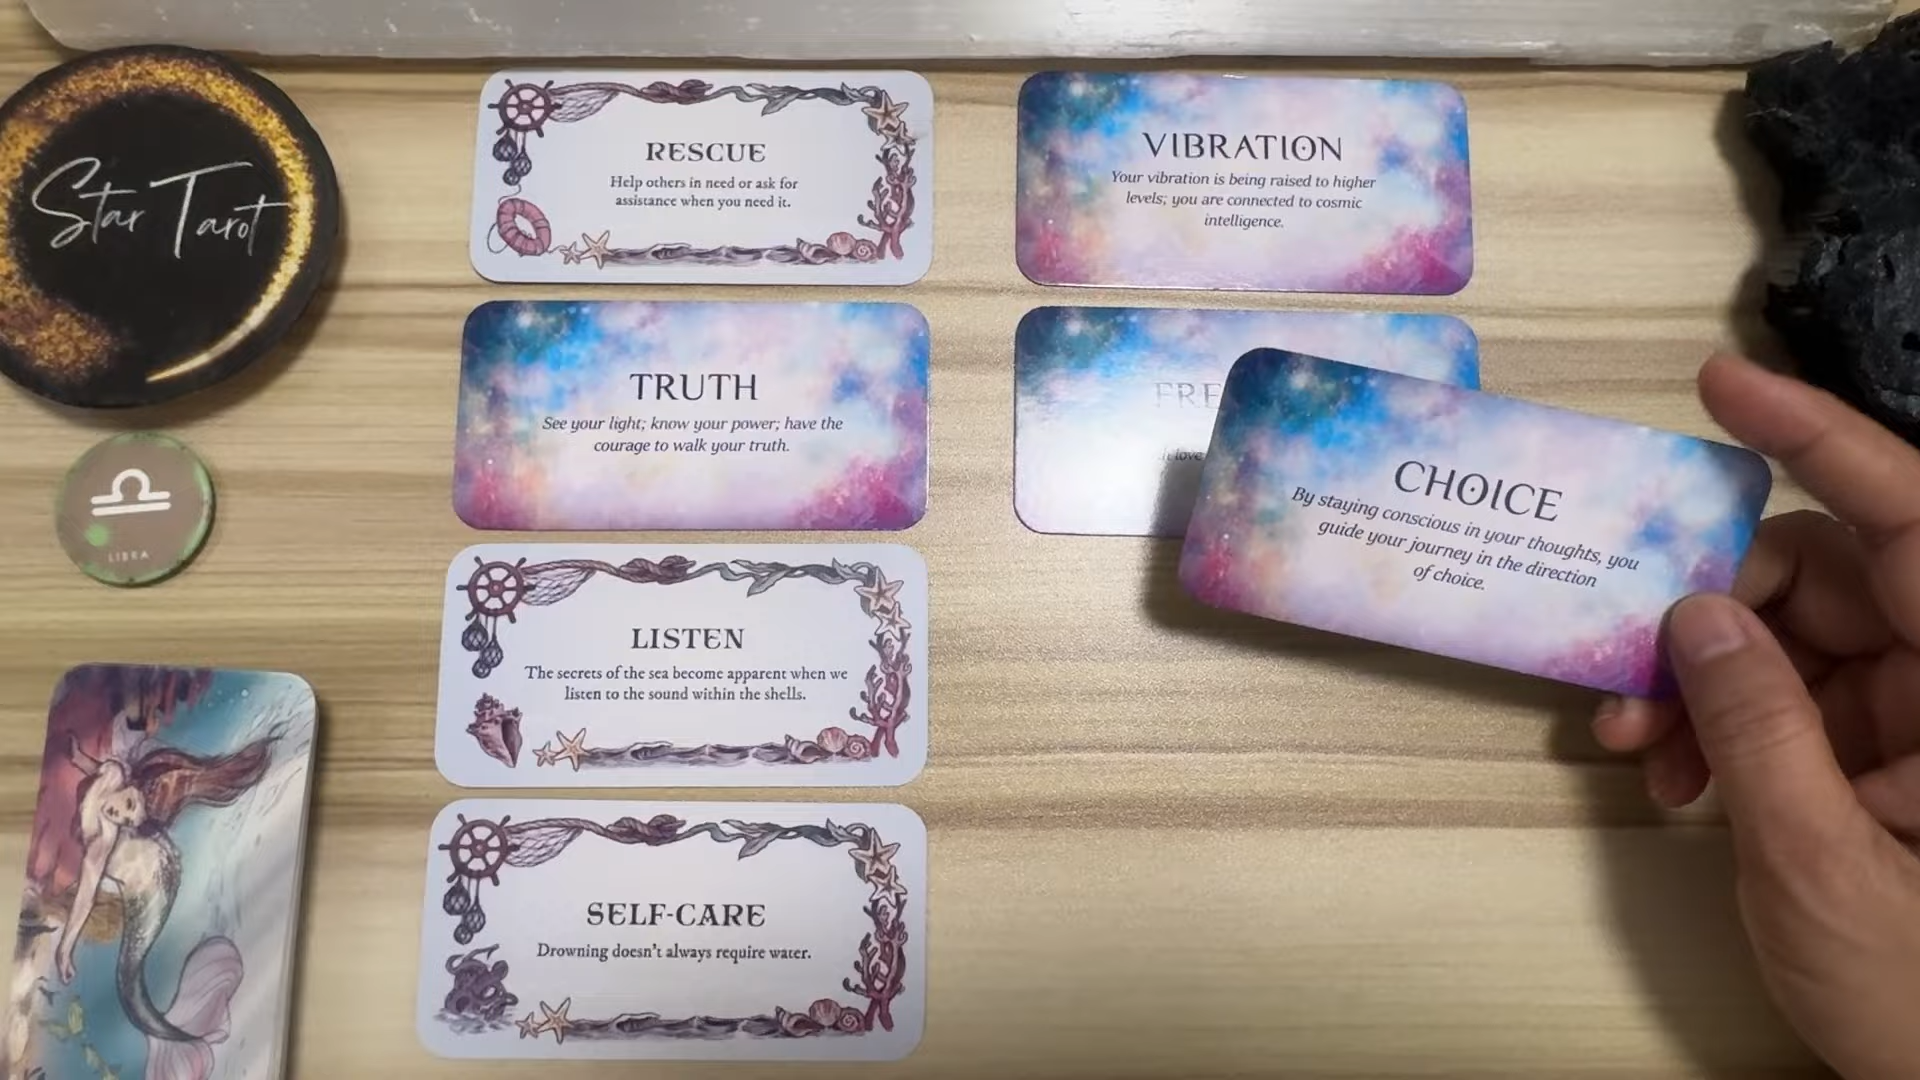 Star Tarot
LIBRA
RESCUE
Help others in need or ask for
assistance when you need it.
TRUTH
See your light; know your power; have the
courage to walk your truth.
LISTEN
The secrets of the sea become apparent when we
listen to the sound within the shells.
SELF-CARE
Drowning doesn't always require water.
VIBRATION
Your vibration is being raised to higher
levels; you are connected to cosmic
intelligence.
FRE
love
CHOICE
By staying conscious in your thoughts, you
guide your journey in the direction
of choice.